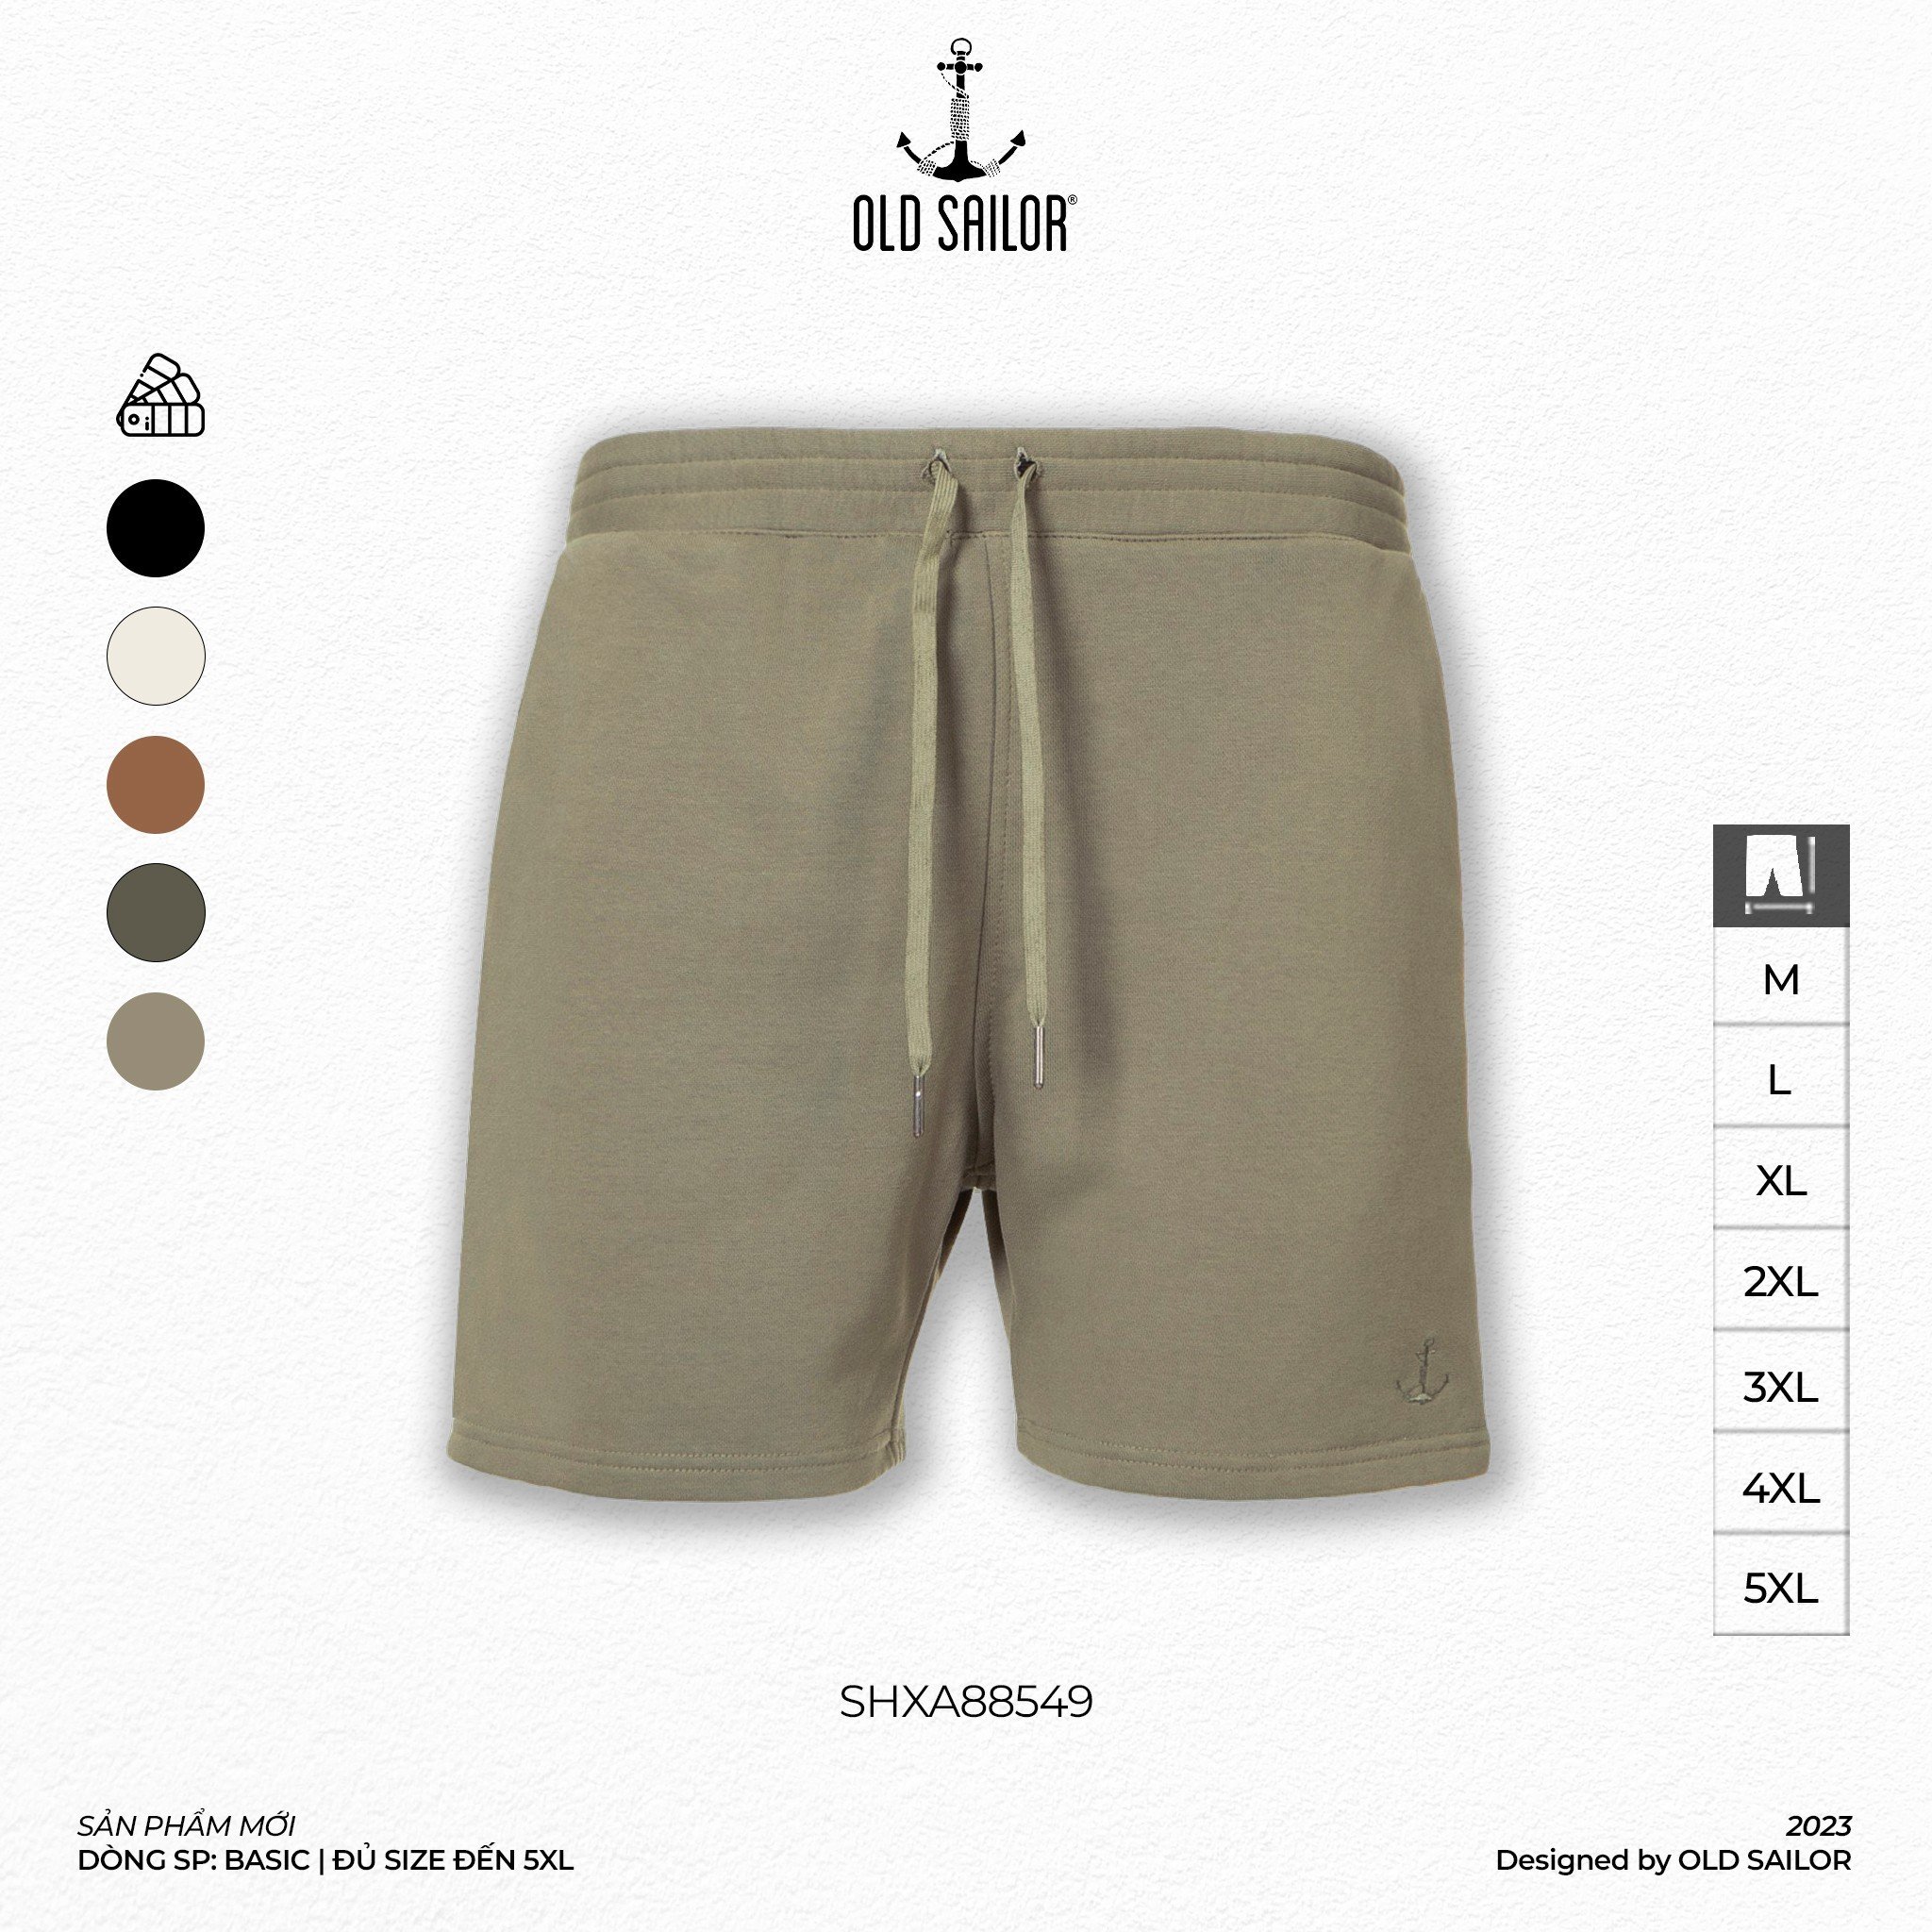 OLD SAILOR®
M
L
XL
2XL
3XL
4XL
5XL
SHXA88549
SẢN PHẨM MỚI
DÒNG SP: BASIC | ĐỦ SIZE ĐẾN 5XL
2023
Designed by OLD SAILOR